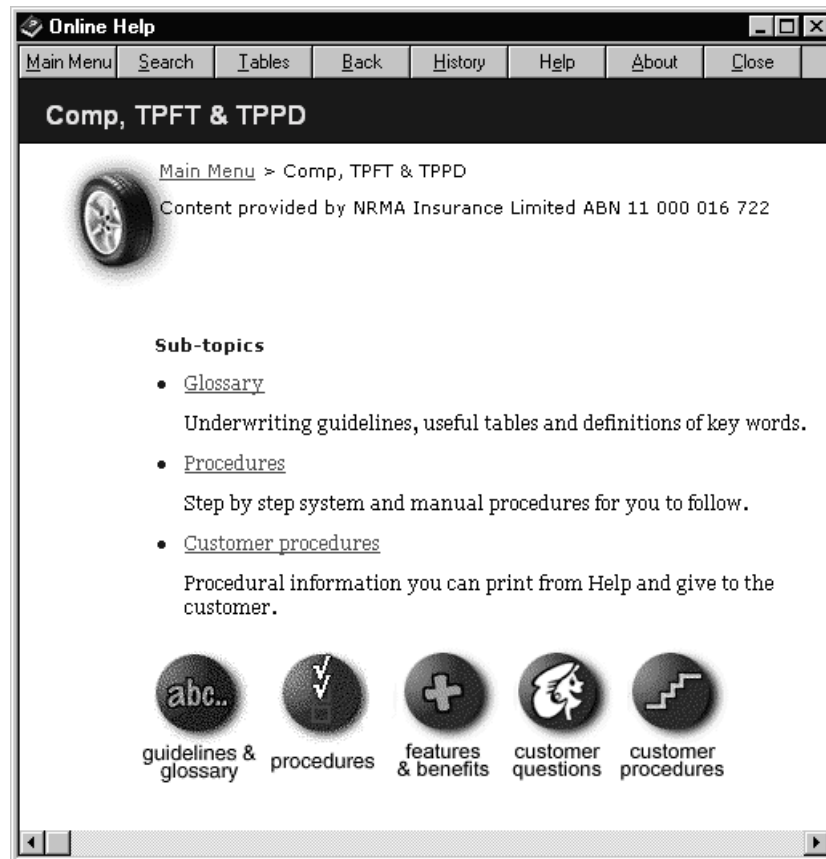 Online Help
Main Menu Search Tables Back History Help About Close
Comp, TPFT & TPPD
Main Menu > Comp, TPFT & TPPD
Content provided by NRMA Insurance Limited ABN 11 000 016 722
Sub-topics
• Glossary
Underwriting guidelines, useful tables and definitions of key words.
• Procedures
Step by step system and manual procedures for you to follow.
• Customer procedures
Procedural information you can print from Help and give to the
customer.
abc..
guidelines &
glossary
procedures
features
& benefits
customer
questions
customer
procedures